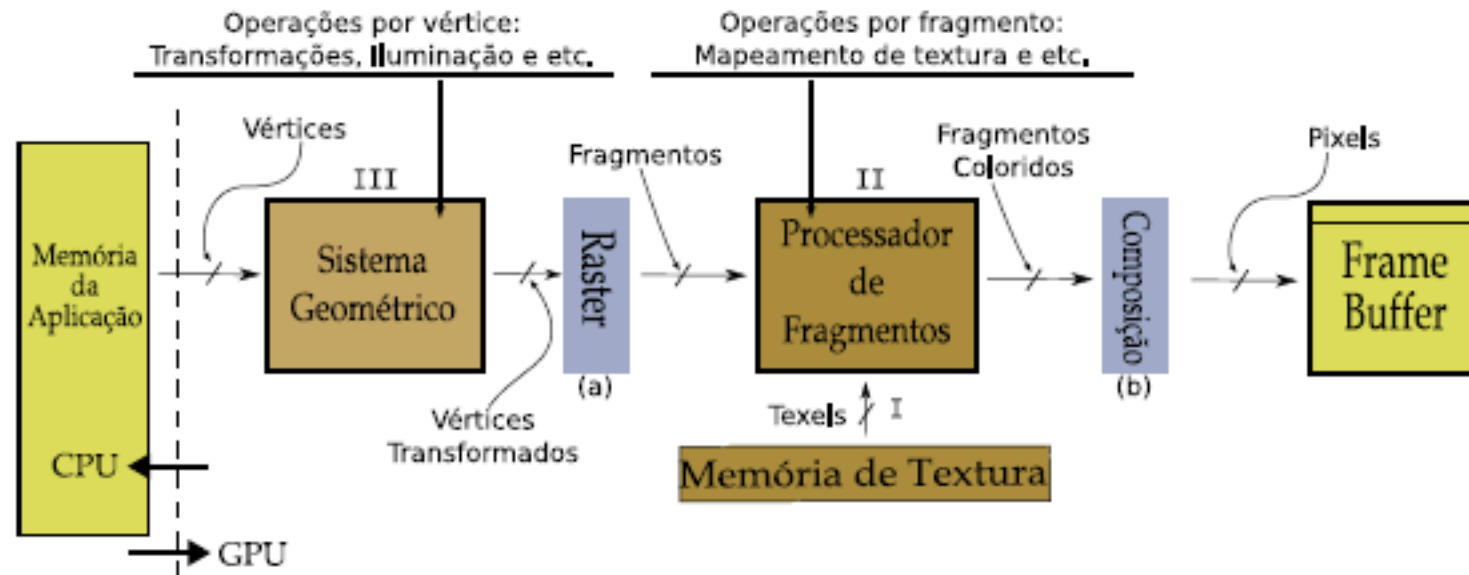 Operações por vértice:
Transformações, Iluminação e etc.
Operações por fragmento:
Mapeamento de textura e etc.
Vértices
Fragmentos
Fragmentos
Coloridos
Pixels
III
II
Memória
da
Aplicação
Sistema
Geométrico
Raster
Processador
de
Fragmentos
Composição
Frame
Buffer
(a)
(b)
Vértices
Transformados
Texels
I
Memória de Textura
CPU
GPU